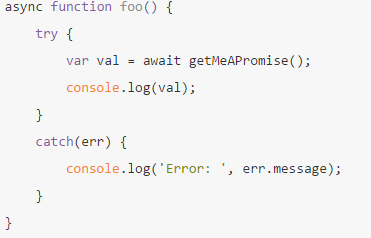 async function foo() {
    try {
        var val = await getMeAPromise();
        console.log(val);
    }
    catch(err) {
        console.log('Error: ', err.message);
    }
}